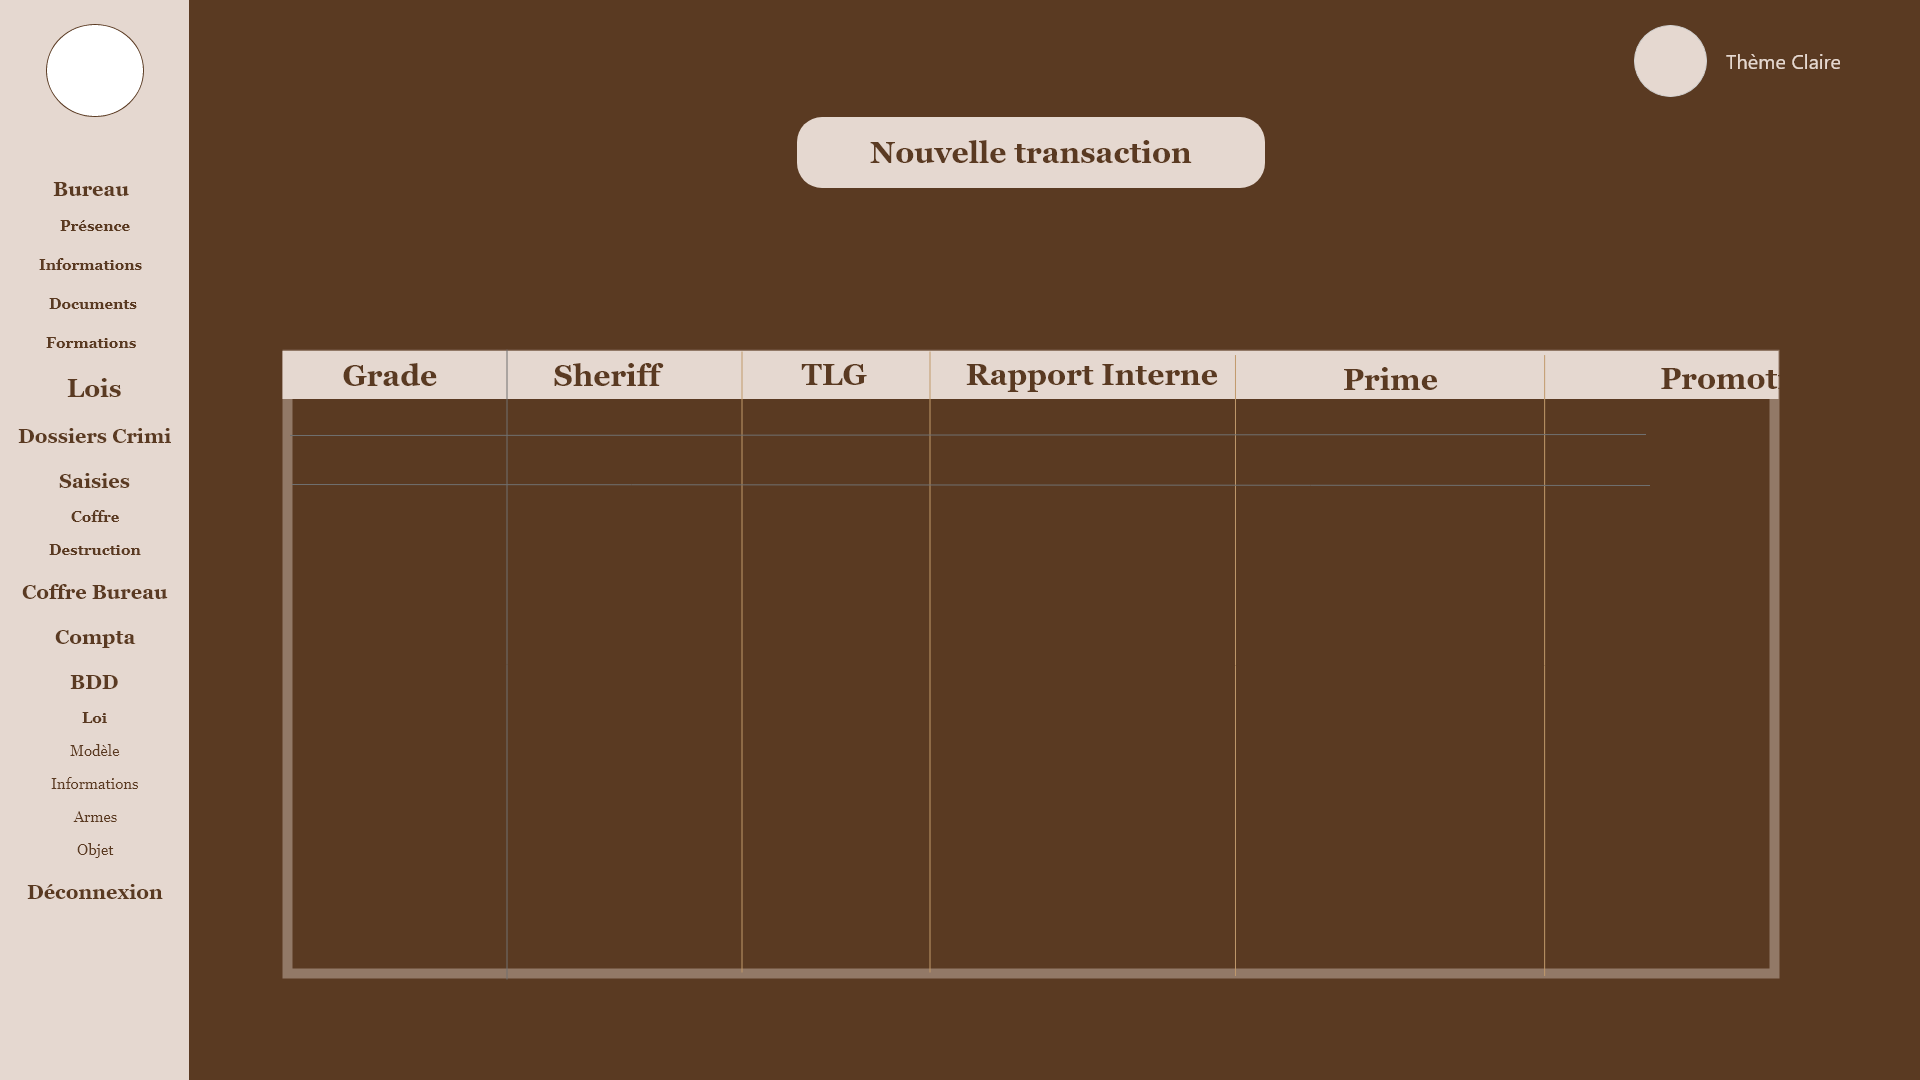 Thème Claire
Nouvelle transaction
Bureau
Présence
Informations
Documents
Formations
Lois
Dossiers Crimi
Saisies
Coffre
Destruction
Coffre Bureau
Compta
BDD
Loi
Modèle
Informations
Armes
Objet
Déconnexion
Grade Sheriff TLG Rapport Interne Prime Promoti